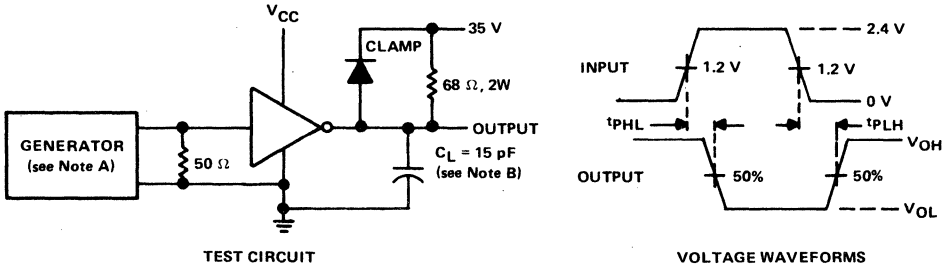 VCC
35 V
CLAMP
68 Ω, 2W
GENERATOR
(see Note A)
50 Ω
OUTPUT
CL = 15 pF
(see Note B)
TEST CIRCUIT
2.4 V
INPUT
1.2 V
1.2 V
0 V
tPHL
tPLH
VOH
OUTPUT
50%
50%
VOL
VOLTAGE WAVEFORMS